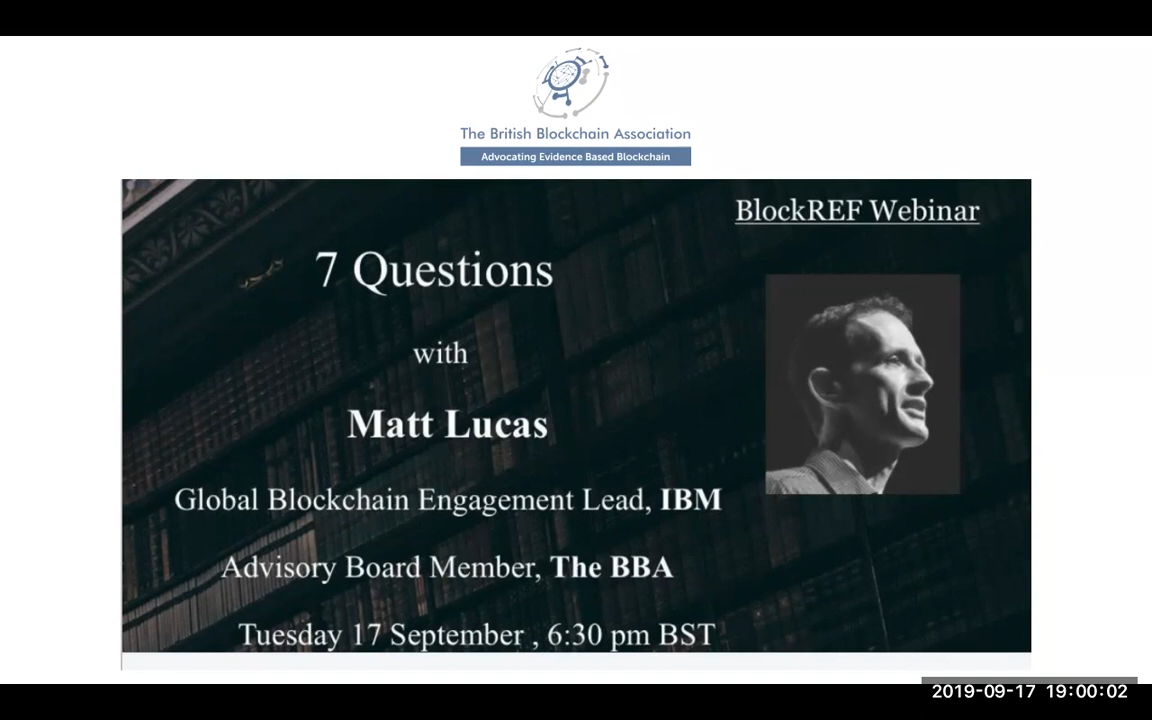 The British Blockchain Association
Advocating Evidence Based Blockchain
BlockREF Webinar
7 Questions
with
Matt Lucas
Global Blockchain Engagement Lead, IBM
Advisory Board Member, The BBA
Tuesday 17 September , 6:30 pm BST
2019-09-17 19:00:02